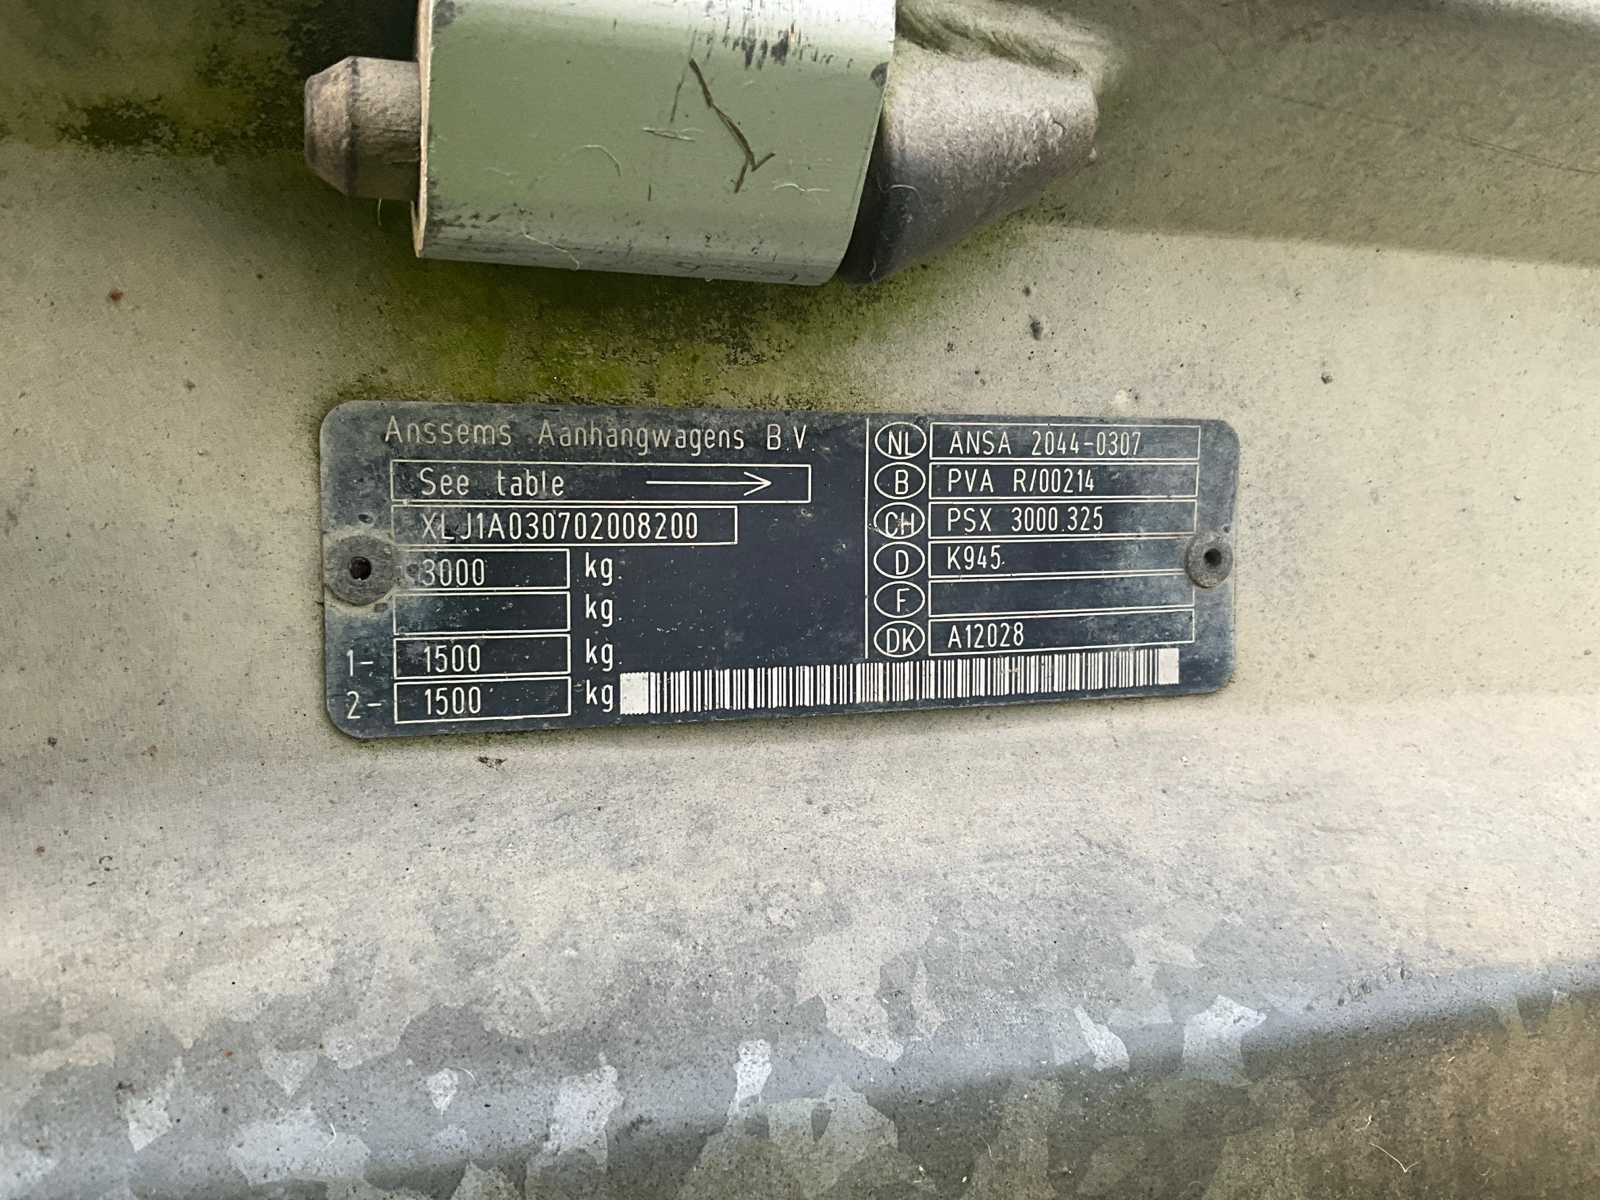 Anssems Aanhangwagens B.V.
See table
XLJ1A030702008200
3000 kg.
kg.
1- 1500 kg.
2- 1500 kg
NL ANSA 2044-0307
B PVA R/00214
CH PSX 3000.325
D K945
F
DK A12028